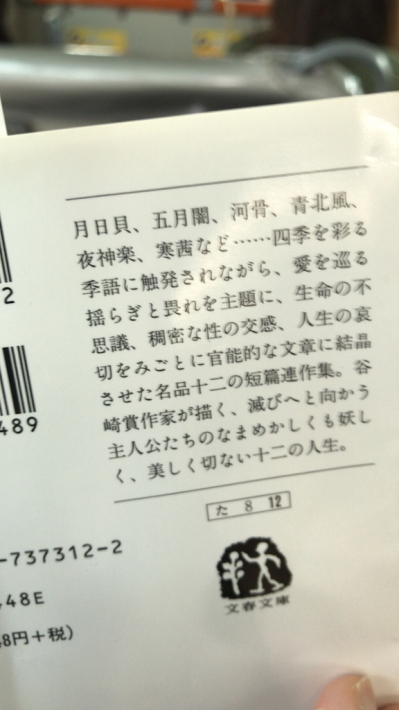 月日貝、五月闇、河骨、青北風、
夜神楽、寒茜など……四季を彩る
季語に触発されながら、愛を巡る
揺らぎと畏れを主題に、生命の不
思議、稠密な性の交感、人生の哀
切をみごとに官能的な文章に結晶
させた名品十二の短篇連作集。谷
崎賞作家が描く、滅びへと向かう
主人公たちのなまめかしくも妖し
く、美しく切ない十二の人生。
た 8 12
文春文庫
2
489
-737312-2
48E
48円+税)